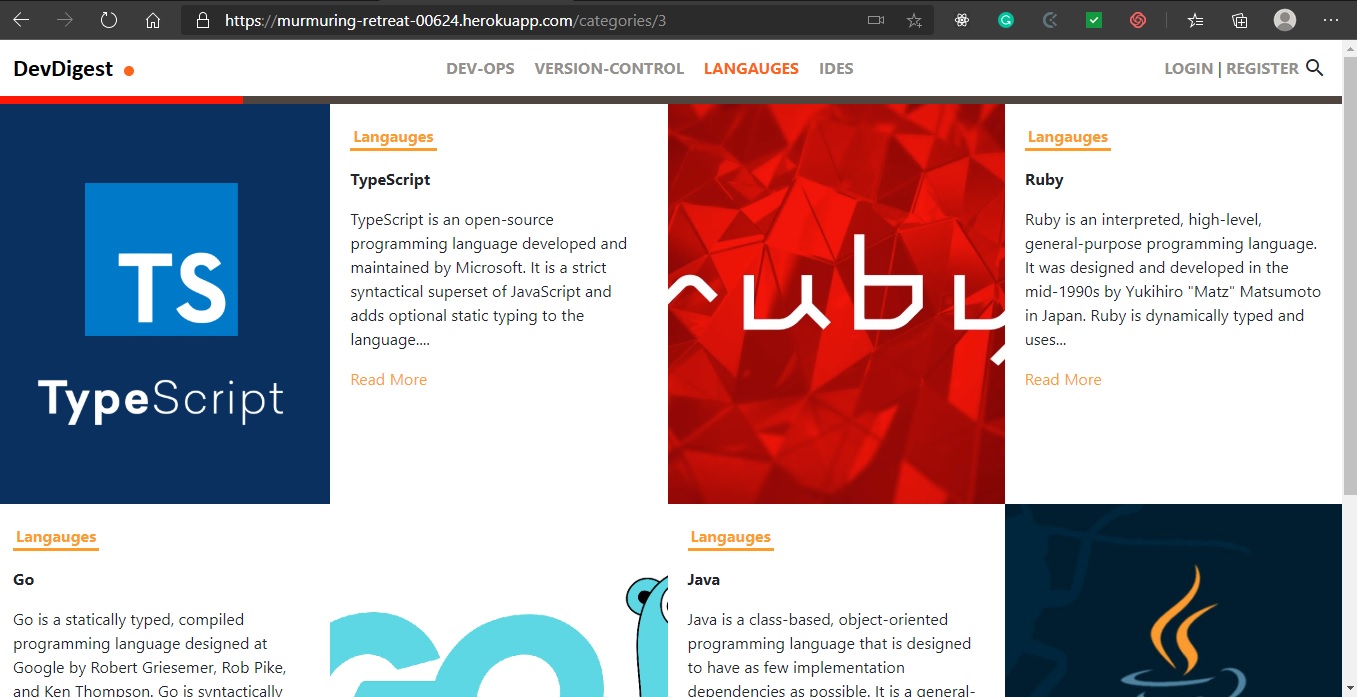 https://murmuring-retreat-00624.herokuapp.com/categories/3
DevDigest
DEV-OPS VERSION-CONTROL LANGAUGES IDES
LOGIN | REGISTER
TS
TypeScript
Langauges
TypeScript
TypeScript is an open-source
programming language developed and
maintained by Microsoft. It is a strict
syntactical superset of JavaScript and
adds optional static typing to the
language....
Read More
ruby
Langauges
Ruby
Ruby is an interpreted, high-level,
general-purpose programming language.
It was designed and developed in the
mid-1990s by Yukihiro "Matz" Matsumoto
in Japan. Ruby is dynamically typed and
uses...
Read More
Langauges
Go
Go is a statically typed, compiled
programming language designed at
Google by Robert Griesemer, Rob Pike,
and Ken Thompson. Go is syntactically
GO
Langauges
Java
Java is a class-based, object-oriented
programming language that is designed
to have as few implementation
dependencies as possible. It is a general-